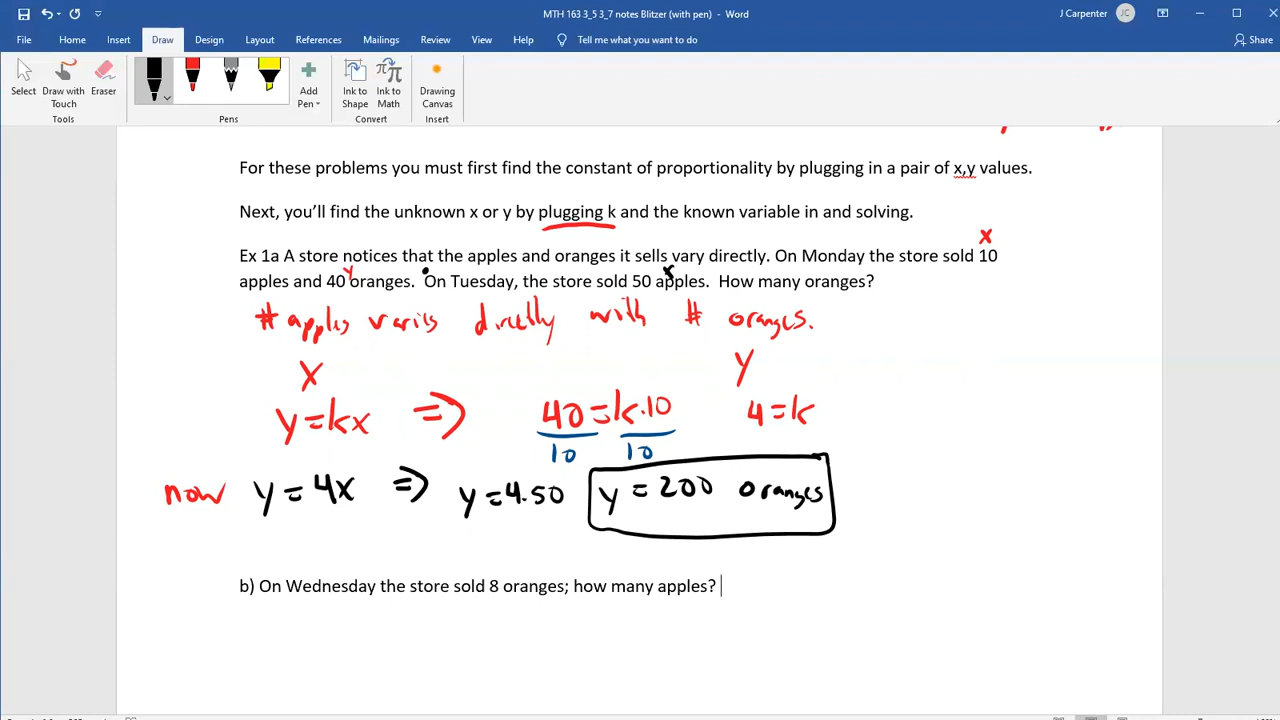 MTH 163 3_5 3_7 notes Blitzer (with pen) - Word
J Carpenter JC
File Home Insert Draw Design Layout References Mailings Review View Help Tell me what you want to do Share
Select Draw with Touch Eraser Add Pen Ink to Shape Ink to Math Drawing Canvas
Tools Pens Convert Insert
For these problems you must first find the constant of proportionality by plugging in a pair of x,y values.
Next, you'll find the unknown x or y by plugging k and the known variable in and solving.
x
Ex 1a A store notices that the apples and oranges it sells vary directly. On Monday the store sold 10
y x
apples and 40 oranges. On Tuesday, the store sold 50 apples. How many oranges?
# apples varies directly with # oranges.
x y
y=kx => 40=k·10 4=k
10 10
now y=4x => y=4·50 y=200 oranges
b) On Wednesday the store sold 8 oranges; how many apples?